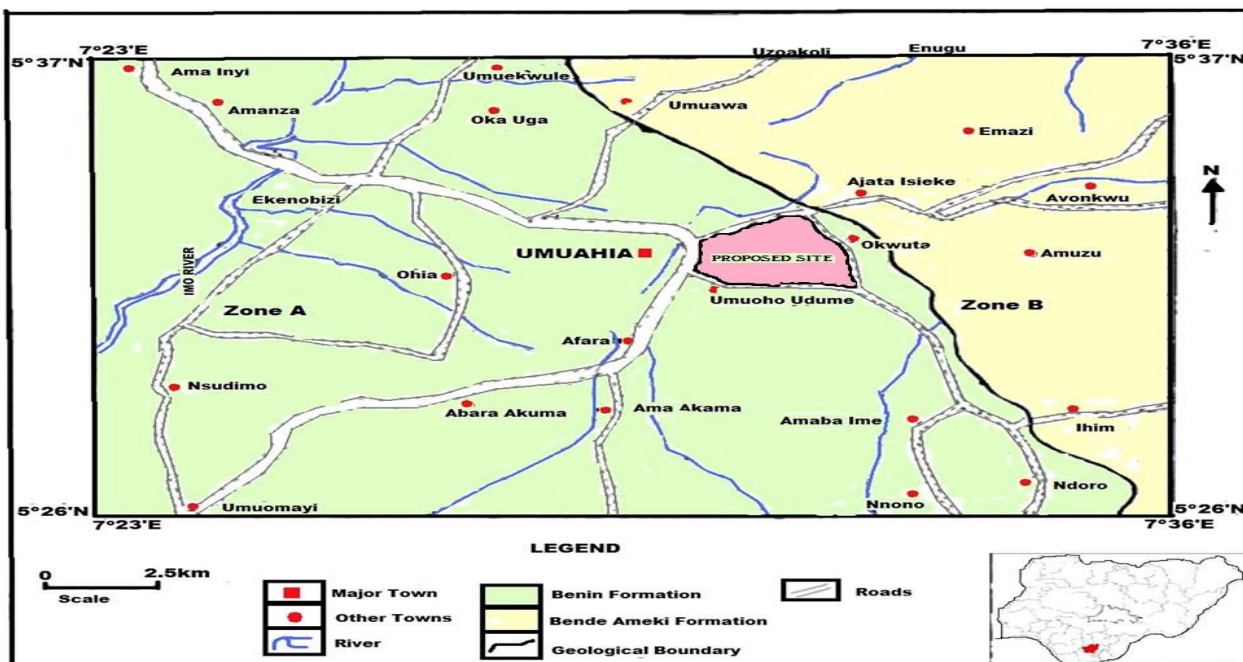 Uzoakoli Enugu
7°23'E 7°36'E
5°37'N 5°37'N
Ama Inyi
Umuekwule
Amanza
Oka Uga
Umuawa
Emazi
N
Ajata Isieke
Avonkwu
Ekenobizi
UMUAHIA
PROPOSED SITE
Okwuta
Amuzu
Ohia
IMO RIVER
Umuoho Udume
Zone A
Zone B
Afara
Nsudimo
Abara Akuma
Ama Akama
Amaba Ime
Ihim
Ndoro
Nnono
Umuomayi
5°26'N 5°26'N
7°23'E 7°36'E
LEGEND
0 2.5km
Scale
Major Town
Other Towns
River
Benin Formation
Bende Ameki Formation
Geological Boundary
Roads